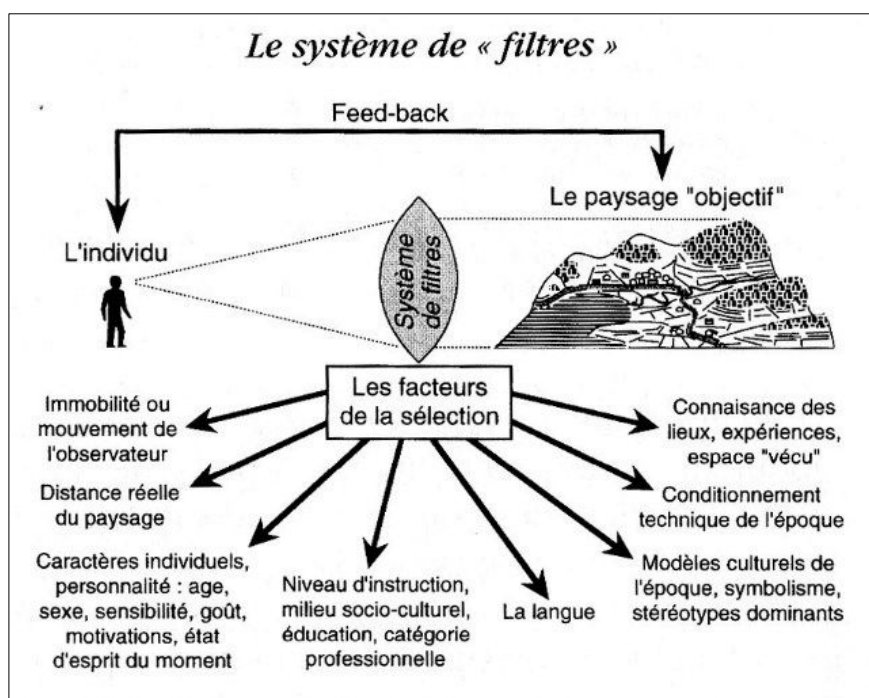 Le système de « filtres »
Feed-back
Le paysage "objectif"
L'individu
Système
de filtres
Les facteurs
de la sélection
Immobilité ou
mouvement de
l'observateur
Distance réelle
du paysage
Caractères individuels,
personnalité : age,
sexe, sensibilité, goût,
motivations, état
d'esprit du moment
Niveau d'instruction,
milieu socio-culturel,
éducation, catégorie
professionnelle
La langue
Modèles culturels de
l'époque, symbolisme,
stéréotypes dominants
Conditionnement
technique de l'époque
Connaisance des
lieux, expériences,
espace "vécu"